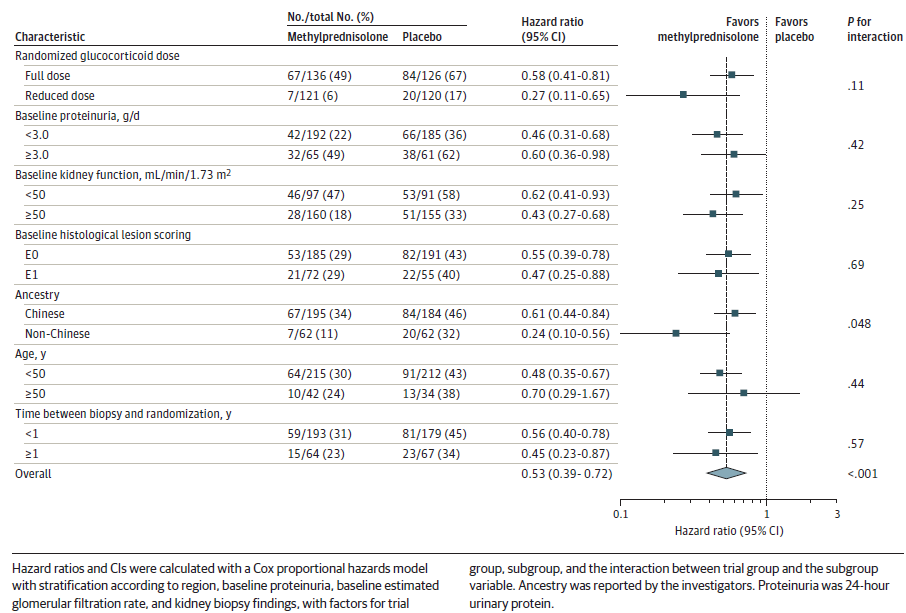 No./total No. (%)
Hazard ratio
(95% CI)
Favors
methylprednisolone
Favors
placebo
P for
interaction
Characteristic
Methylprednisolone
Placebo
Randomized glucocorticoid dose
Full dose 67/136 (49) 84/126 (67) 0.58 (0.41-0.81)
.11
Reduced dose 7/121 (6) 20/120 (17) 0.27 (0.11-0.65)
Baseline proteinuria, g/d
<3.0 42/192 (22) 66/185 (36) 0.46 (0.31-0.68)
.42
≥3.0 32/65 (49) 38/61 (62) 0.60 (0.36-0.98)
Baseline kidney function, mL/min/1.73 m²
<50 46/97 (47) 53/91 (58) 0.62 (0.41-0.93)
.25
≥50 28/160 (18) 51/155 (33) 0.43 (0.27-0.68)
Baseline histological lesion scoring
E0 53/185 (29) 82/191 (43) 0.55 (0.39-0.78)
.69
E1 21/72 (29) 22/55 (40) 0.47 (0.25-0.88)
Ancestry
Chinese 67/195 (34) 84/184 (46) 0.61 (0.44-0.84)
.048
Non-Chinese 7/62 (11) 20/62 (32) 0.24 (0.10-0.56)
Age, y
<50 64/215 (30) 91/212 (43) 0.48 (0.35-0.67)
.44
≥50 10/42 (24) 13/34 (38) 0.70 (0.29-1.67)
Time between biopsy and randomization, y
<1 59/193 (31) 81/179 (45) 0.56 (0.40-0.78)
.57
≥1 15/64 (23) 23/67 (34) 0.45 (0.23-0.87)
Overall 0.53 (0.39- 0.72) <.001
0.1 1 3
Hazard ratio (95% CI)
Hazard ratios and CIs were calculated with a Cox proportional hazards model
with stratification according to region, baseline proteinuria, baseline estimated
glomerular filtration rate, and kidney biopsy findings, with factors for trial
group, subgroup, and the interaction between trial group and the subgroup
variable. Ancestry was reported by the investigators. Proteinuria was 24-hour
urinary protein.